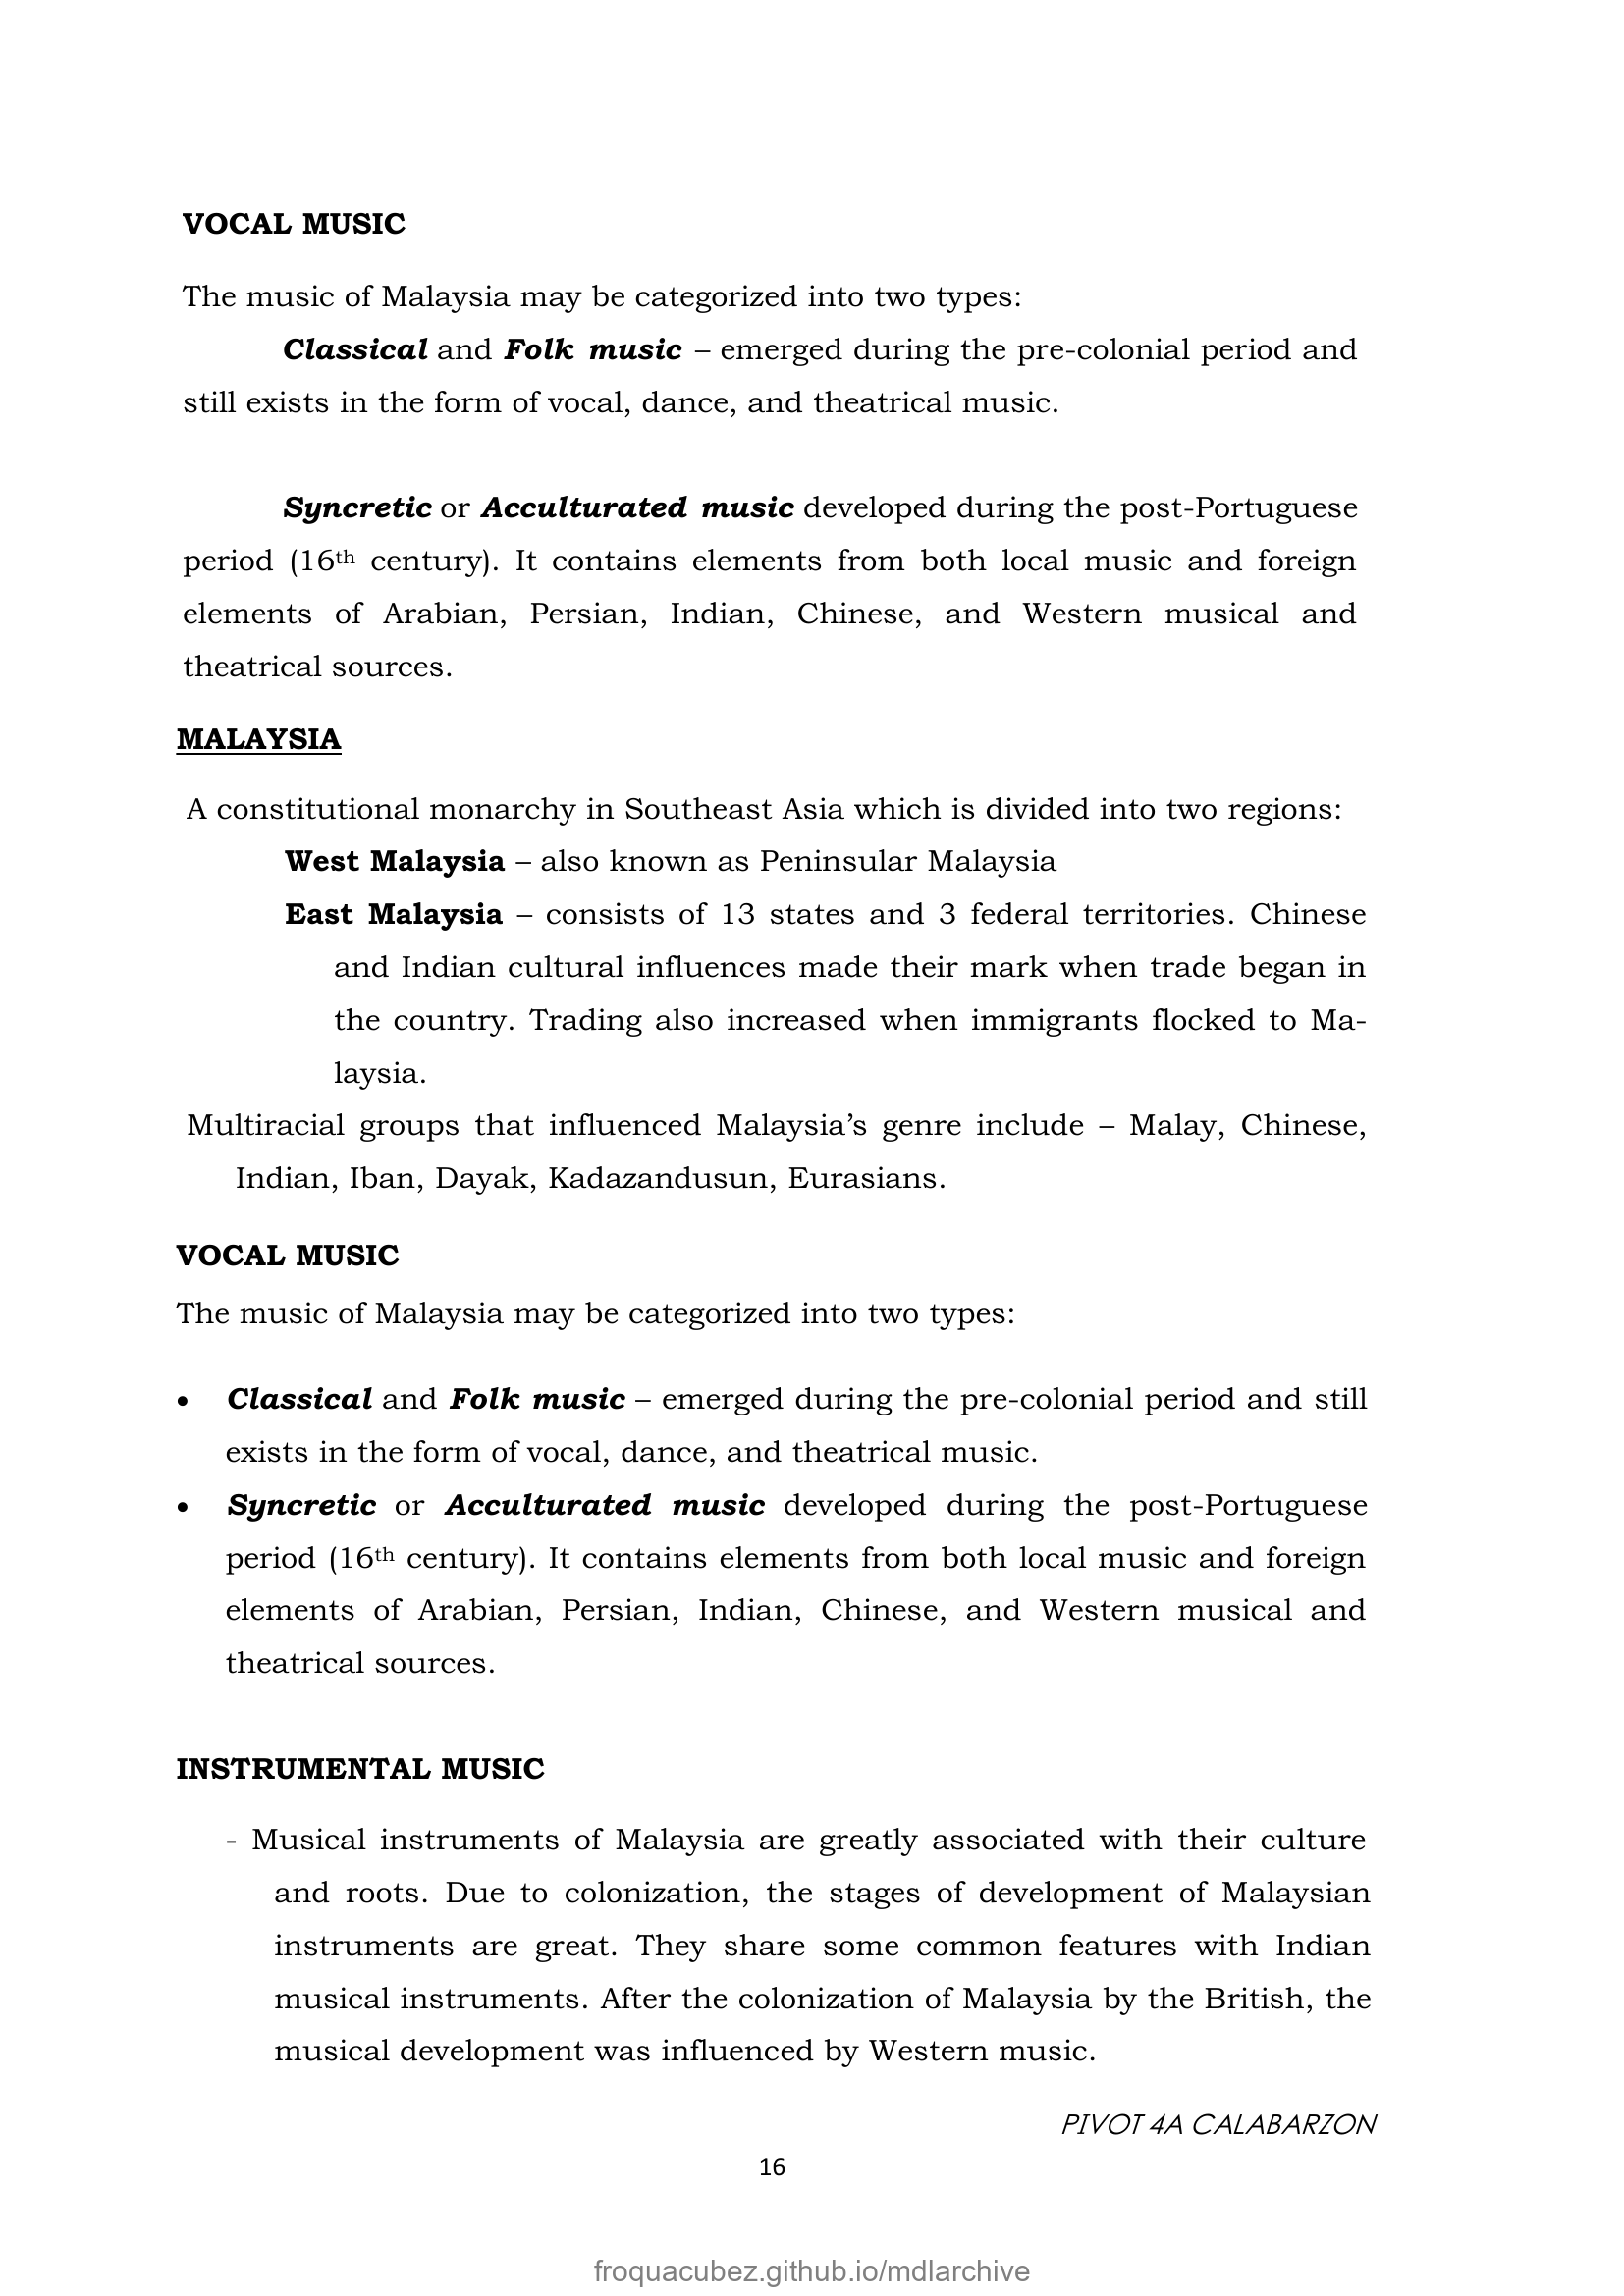 VOCAL MUSIC
The music of Malaysia may be categorized into two types:
Classical and Folk music – emerged during the pre-colonial period and
still exists in the form of vocal, dance, and theatrical music.
Syncretic or Acculturated music developed during the post-Portuguese
period (16th century). It contains elements from both local music and foreign
elements of Arabian, Persian, Indian, Chinese, and Western musical and
theatrical sources.
MALAYSIA
A constitutional monarchy in Southeast Asia which is divided into two regions:
West Malaysia – also known as Peninsular Malaysia
East Malaysia – consists of 13 states and 3 federal territories. Chinese
and Indian cultural influences made their mark when trade began in
the country. Trading also increased when immigrants flocked to Ma-
laysia.
Multiracial groups that influenced Malaysia’s genre include – Malay, Chinese,
Indian, Iban, Dayak, Kadazandusun, Eurasians.
VOCAL MUSIC
The music of Malaysia may be categorized into two types:
• Classical and Folk music – emerged during the pre-colonial period and still
exists in the form of vocal, dance, and theatrical music.
• Syncretic or Acculturated music developed during the post-Portuguese
period (16th century). It contains elements from both local music and foreign
elements of Arabian, Persian, Indian, Chinese, and Western musical and
theatrical sources.
INSTRUMENTAL MUSIC
- Musical instruments of Malaysia are greatly associated with their culture
and roots. Due to colonization, the stages of development of Malaysian
instruments are great. They share some common features with Indian
musical instruments. After the colonization of Malaysia by the British, the
musical development was influenced by Western music.
PIVOT 4A CALABARZON
16
froquacubez.github.io/mdlarchive